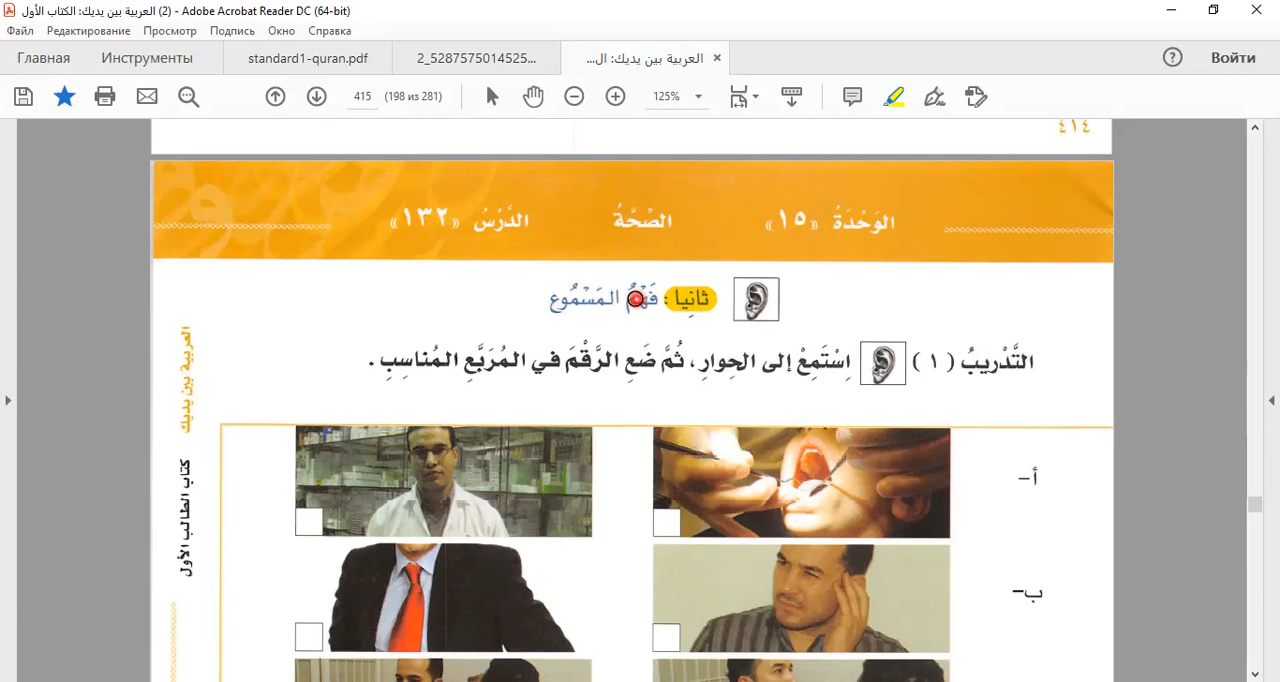 العربية بين يديك: الكتاب الأول (2) - Adobe Acrobat Reader DC (64-bit)
Файл Редактирование Просмотр Подпись Окно Справка
Главная Инструменты standard1-quran.pdf 2_5287575014525... العربية بين يديك: ال... × Войти
415 (198 из 281) 125%
٤١٤
الوَحْدَةُ «١٥» الصِّحَّةُ الدَّرْسُ «١٣٢»
ثانِيا : فَهْمُ المَسْمُوع
التَّدْريبُ ( ١ ) اِسْتَمِعْ إلى الحِوارِ ، ثُمَّ ضَعِ الرَّقْمَ في المُرَبَّعِ المُناسِبِ .
أ-
ب-
العربية بين يديك
كتاب الطالب الأول